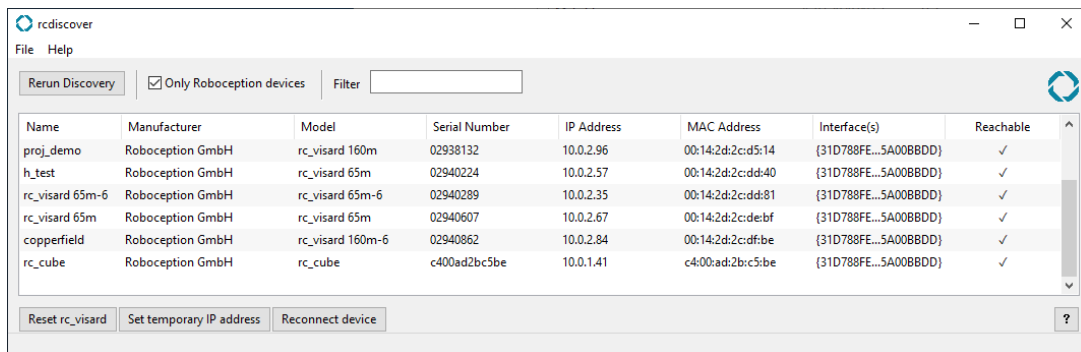 rcdiscover
File Help
Rerun Discovery Only Roboception devices Filter
Name Manufacturer Model Serial Number IP Address MAC Address Interface(s) Reachable
proj_demo Roboception GmbH rc_visard 160m 02938132 10.0.2.96 00:14:2d:2c:d5:14 {31D788FE...5A00BBDD} ✓
h_test Roboception GmbH rc_visard 65m 02940224 10.0.2.57 00:14:2d:2c:dd:40 {31D788FE...5A00BBDD} ✓
rc_visard 65m-6 Roboception GmbH rc_visard 65m-6 02940289 10.0.2.35 00:14:2d:2c:dd:81 {31D788FE...5A00BBDD} ✓
rc_visard 65m Roboception GmbH rc_visard 65m 02940607 10.0.2.67 00:14:2d:2c:de:bf {31D788FE...5A00BBDD} ✓
copperfield Roboception GmbH rc_visard 160m-6 02940862 10.0.2.84 00:14:2d:2c:df:be {31D788FE...5A00BBDD} ✓
rc_cube Roboception GmbH rc_cube c400ad2bc5be 10.0.1.41 c4:00:ad:2b:c5:be {31D788FE...5A00BBDD} ✓
Reset rc_visard Set temporary IP address Reconnect device ?